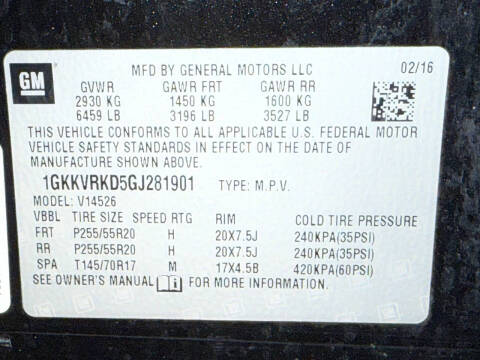 GM
MFD BY GENERAL MOTORS LLC 02/16
GVWR GAWR FRT GAWR RR
2930 KG 1450 KG 1600 KG
6459 LB 3196 LB 3527 LB
THIS VEHICLE CONFORMS TO ALL APPLICABLE U.S. FEDERAL MOTOR
VEHICLE SAFETY STANDARDS IN EFFECT ON THE DATE OF
MANUFACTURE SHOWN ABOVE.
1GKKVRKD5GJ281901 TYPE: M.P.V.
MODEL: V14526
VBBL TIRE SIZE SPEED RTG RIM COLD TIRE PRESSURE
FRT P255/55R20 H 20X7.5J 240KPA(35PSI)
RR P255/55R20 H 20X7.5J 240KPA(35PSI)
SPA T145/70R17 M 17X4.5B 420KPA(60PSI)
SEE OWNER'S MANUAL FOR MORE INFORMATION.